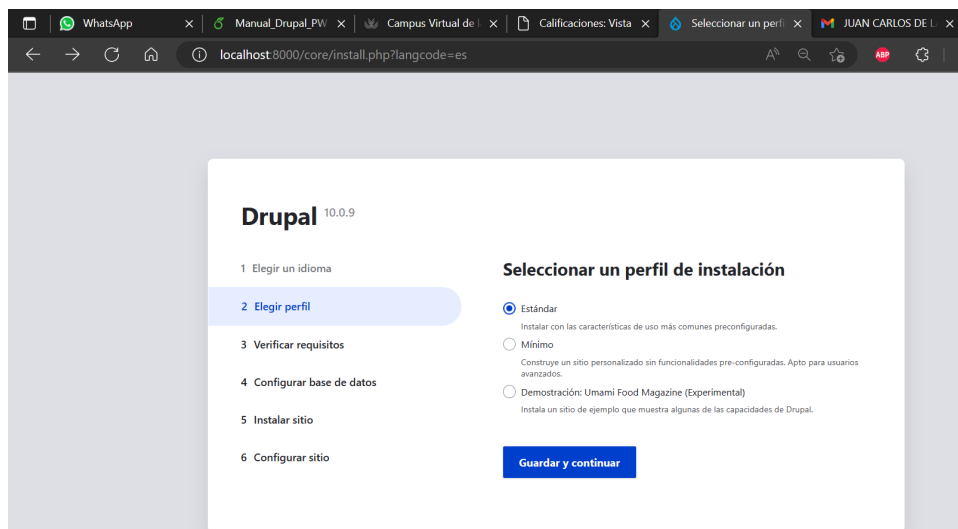 WhatsApp
Manual_Drupal_PW
Campus Virtual de l
Calificaciones: Vista
Seleccionar un perfi
JUAN CARLOS DE L
localhost:8000/core/install.php?langcode=es
ABP
Drupal 10.0.9
1 Elegir un idioma
2 Elegir perfil
3 Verificar requisitos
4 Configurar base de datos
5 Instalar sitio
6 Configurar sitio
Seleccionar un perfil de instalación
Estándar
Instalar con las características de uso más comunes preconfiguradas.
Mínimo
Construye un sitio personalizado sin funcionalidades pre-configuradas. Apto para usuarios
avanzados.
Demostración: Umami Food Magazine (Experimental)
Instala un sitio de ejemplo que muestra algunas de las capacidades de Drupal.
Guardar y continuar